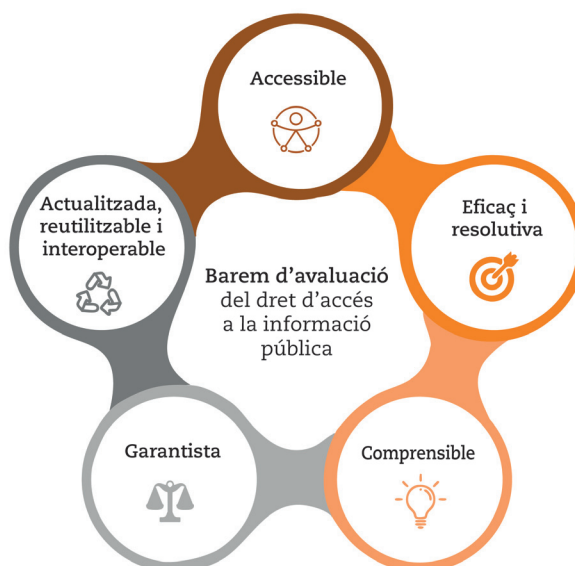 Accessible
Eficaç i
resolutiva
Comprensible
Garantista
Actualitzada,
reutilitzable i
interoperable
Barem d’avaluació
del dret d’accés
a la informació
pública